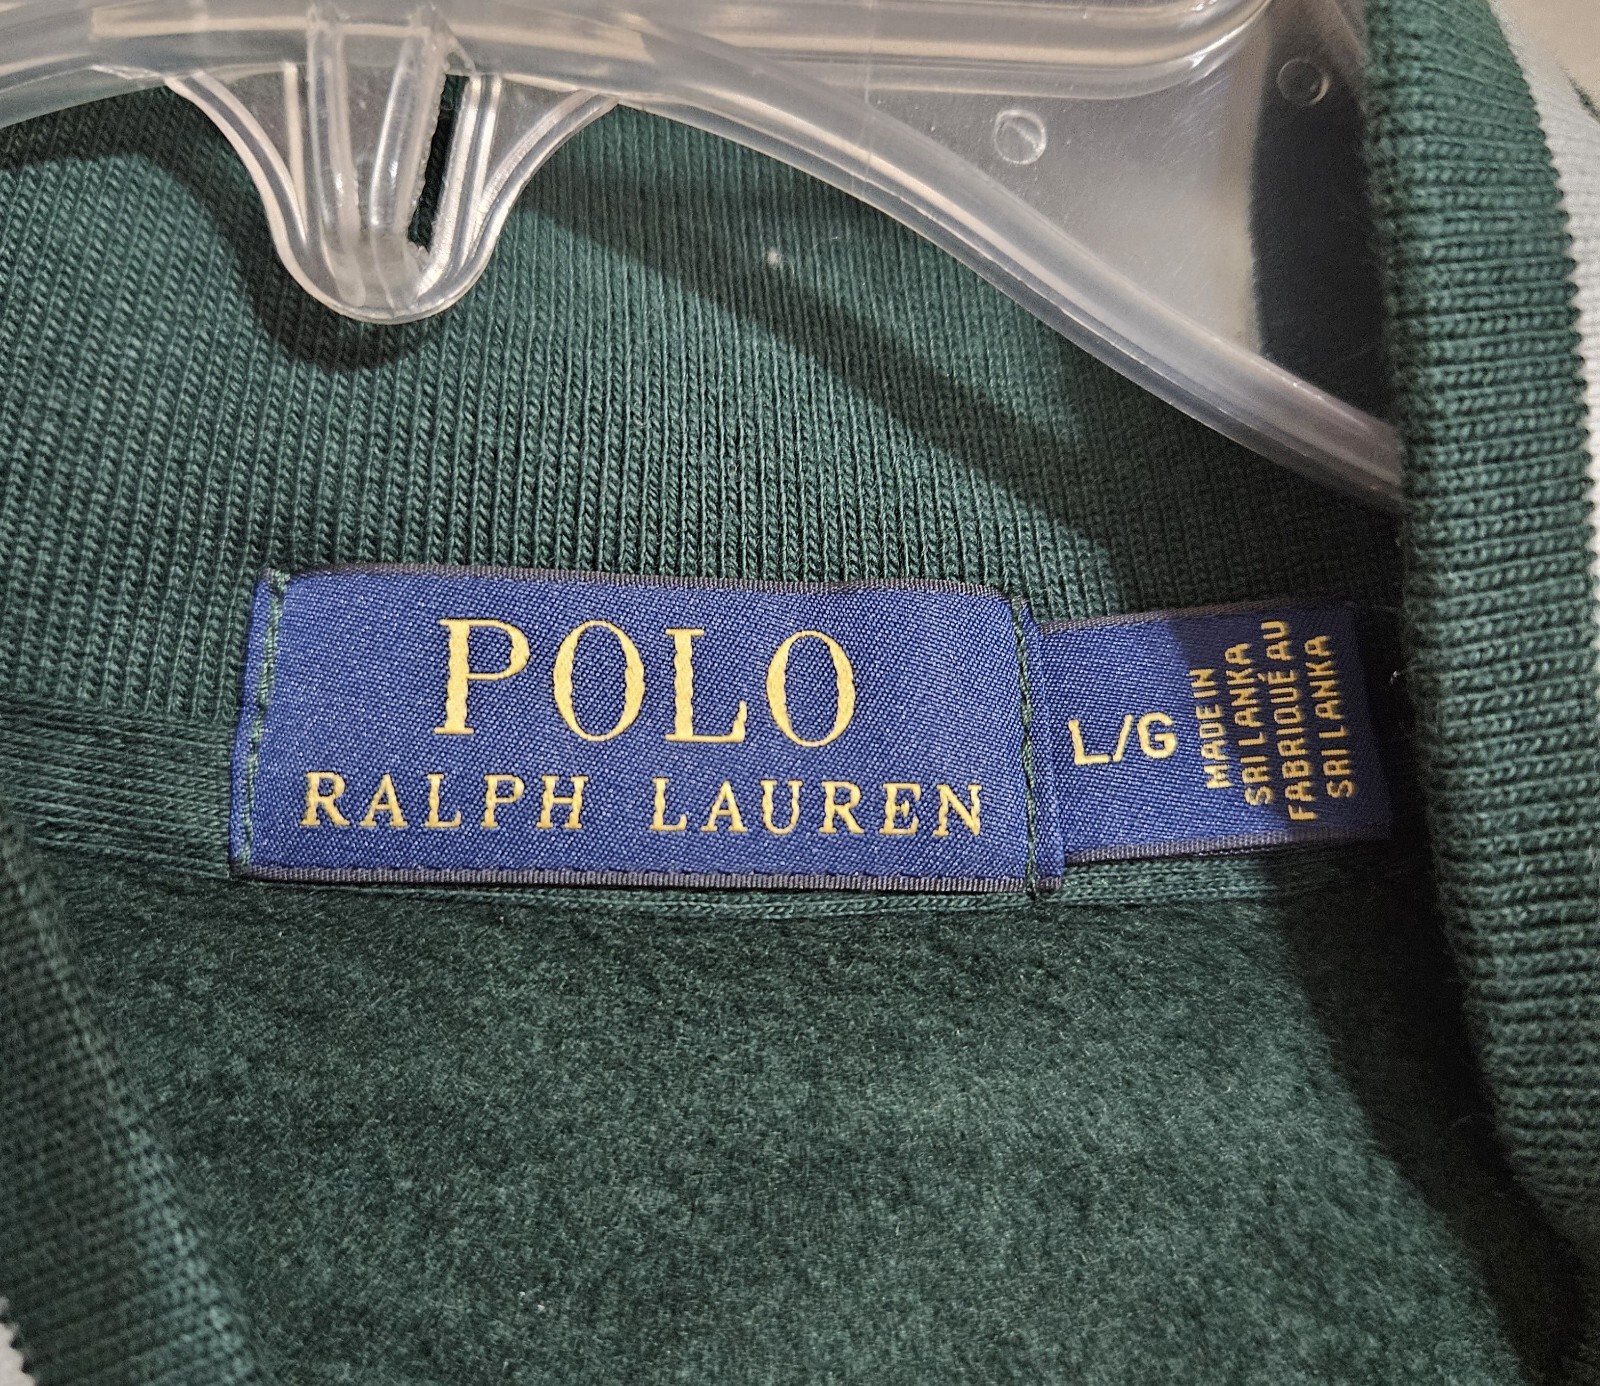 POLO
RALPH LAUREN
L/G
MADE IN
SRI LANKA
FABRIQUÉ AU
SRI LANKA